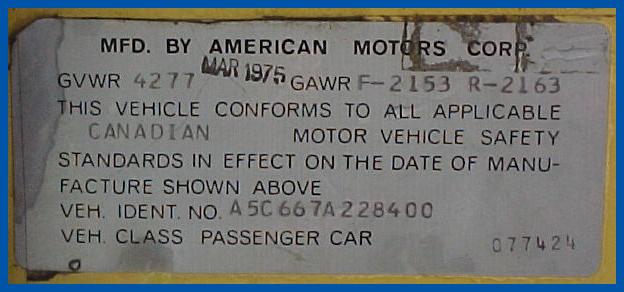 MFD. BY AMERICAN MOTORS CORP.
MAR 1975
GVWR 4277 GAWR F-2153 R-2163
THIS VEHICLE CONFORMS TO ALL APPLICABLE
CANADIAN MOTOR VEHICLE SAFETY
STANDARDS IN EFFECT ON THE DATE OF MANU-
FACTURE SHOWN ABOVE
VEH. IDENT. NO. A5C667A228400
VEH. CLASS PASSENGER CAR 077424